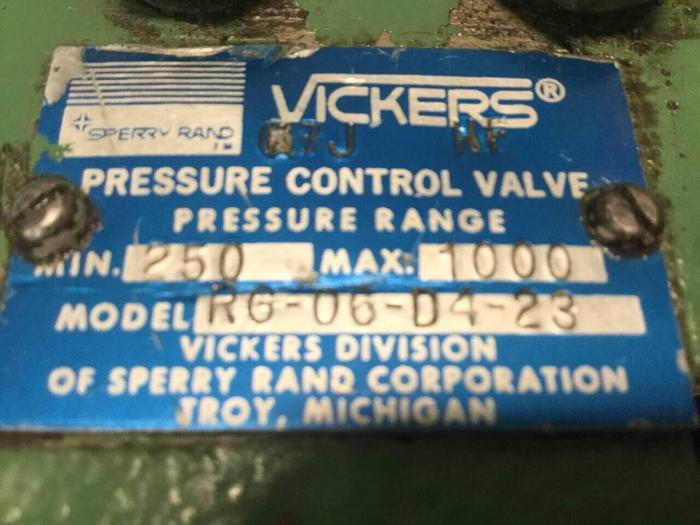 VICKERS®
SPERRY RAND
PRESSURE CONTROL VALVE
PRESSURE RANGE
MIN. 250 MAX. 1000
MODEL RG-06-D4-23
VICKERS DIVISION
OF SPERRY RAND CORPORATION
TROY, MICHIGAN